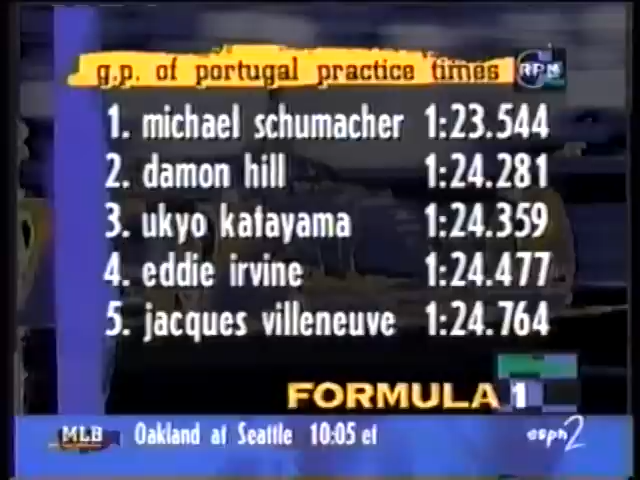 g.p. of portugal practice times RPM
1. michael schumacher 1:23.544
2. damon hill 1:24.281
3. ukyo katayama 1:24.359
4. eddie irvine 1:24.477
5. jacques villeneuve 1:24.764
FORMULA 1
MLB Oakland at Seattle 10:05 et espn2